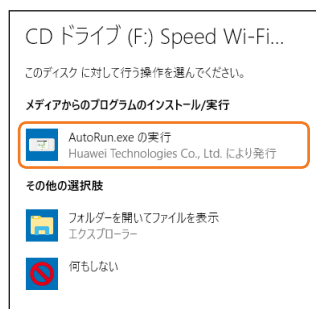 CD ドライブ (F:) Speed Wi-Fi...
このディスク に対して行う操作を選んでください。
メディアからのプログラムのインストール/実行
AutoRun.exe の実行
Huawei Technologies Co., Ltd. により発行
その他の選択肢
フォルダーを開いてファイルを表示
エクスプローラー
何もしない